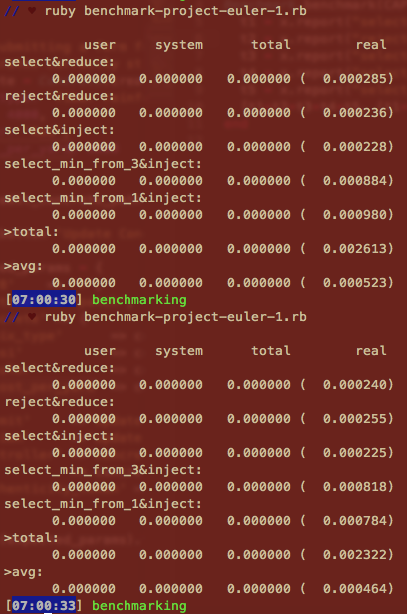 // ♥ ruby benchmark-project-euler-1.rb
user system total real
select&reduce:
0.000000 0.000000 0.000000 ( 0.000285)
reject&reduce:
0.000000 0.000000 0.000000 ( 0.000236)
select&inject:
0.000000 0.000000 0.000000 ( 0.000228)
select_min_from_3&inject:
0.000000 0.000000 0.000000 ( 0.000884)
select_min_from_1&inject:
0.000000 0.000000 0.000000 ( 0.000980)
>total:
0.000000 0.000000 0.000000 ( 0.002613)
>avg:
0.000000 0.000000 0.000000 ( 0.000523)
[07:00:30] benchmarking
// ♥ ruby benchmark-project-euler-1.rb
user system total real
select&reduce:
0.000000 0.000000 0.000000 ( 0.000240)
reject&reduce:
0.000000 0.000000 0.000000 ( 0.000255)
select&inject:
0.000000 0.000000 0.000000 ( 0.000225)
select_min_from_3&inject:
0.000000 0.000000 0.000000 ( 0.000818)
select_min_from_1&inject:
0.000000 0.000000 0.000000 ( 0.000784)
>total:
0.000000 0.000000 0.000000 ( 0.002322)
>avg:
0.000000 0.000000 0.000000 ( 0.000464)
[07:00:33] benchmarking